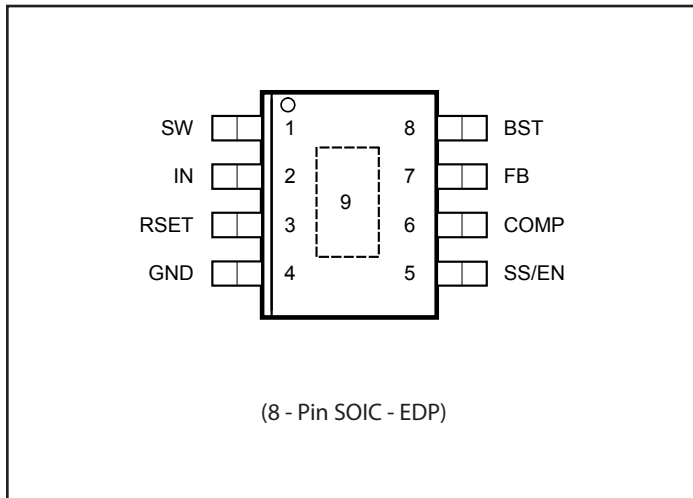 SW 1 8 BST
IN 2 7 FB
9
RSET 3 6 COMP
GND 4 5 SS/EN
(8 - Pin SOIC - EDP)